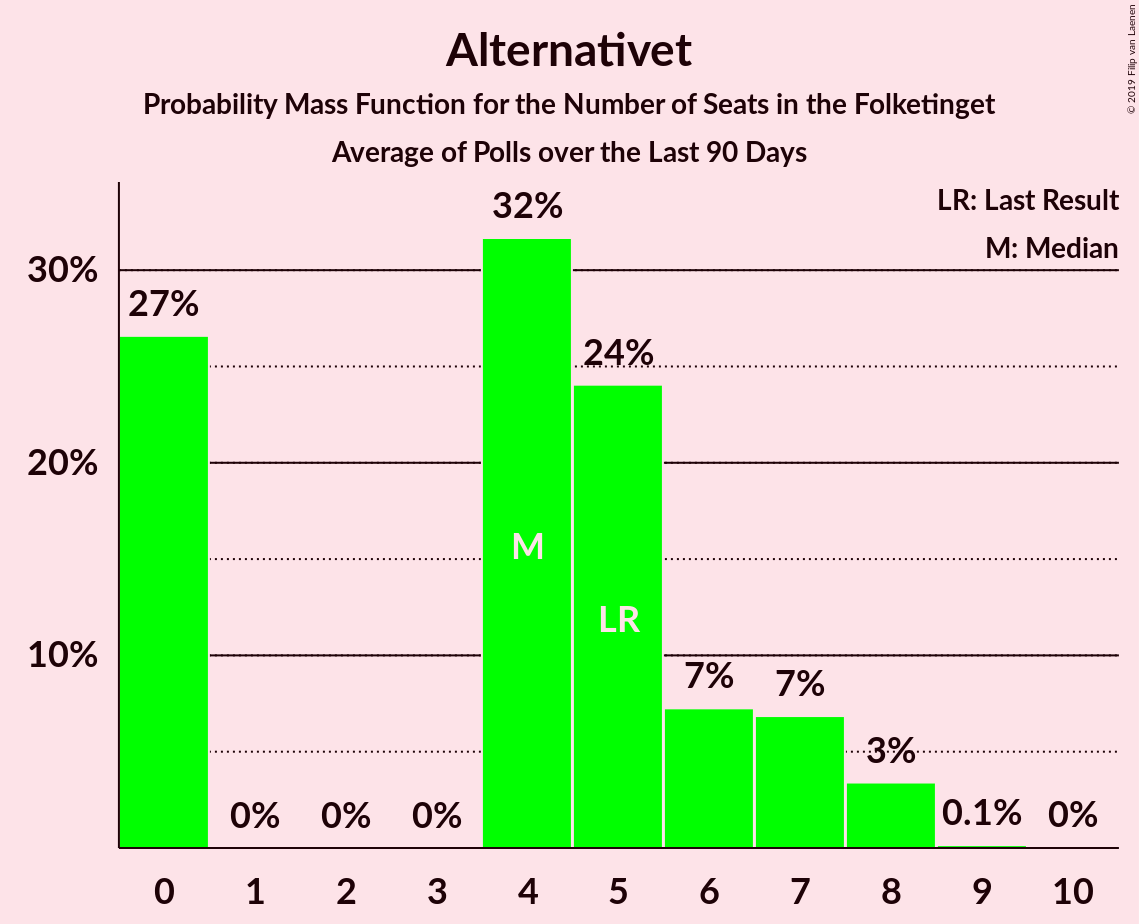 Alternativet
Probability Mass Function for the Number of Seats in the Folketinget
Average of Polls over the Last 90 Days
© 2019 Filip van Laenen
LR: Last Result
M: Median
32%
30%
27%
24%
20%
M
LR
10%
7%
7%
3%
0%
0%
0%
0.1%
0%
0 1 2 3 4 5 6 7 8 9 10